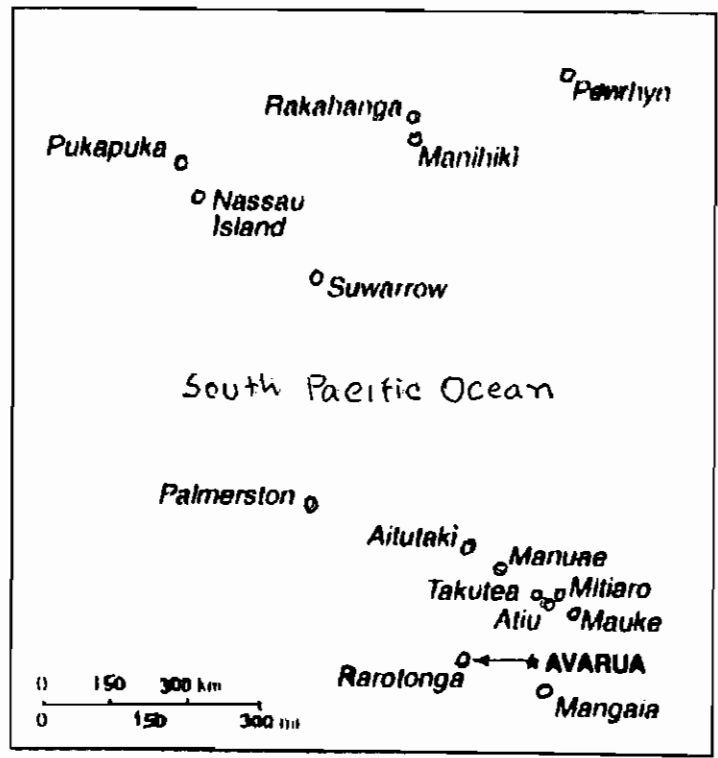 Penrhyn
Rakahanga
Manihiki
Pukapuka
Nassau
Island
Suwarrow
South Pacific Ocean
Palmerston
Aitutaki
Manuae
Takutea
Mitiaro
Atiu
Mauke
Rarotonga
AVARUA
Mangaia
0 150 300 km
0 150 300 mi